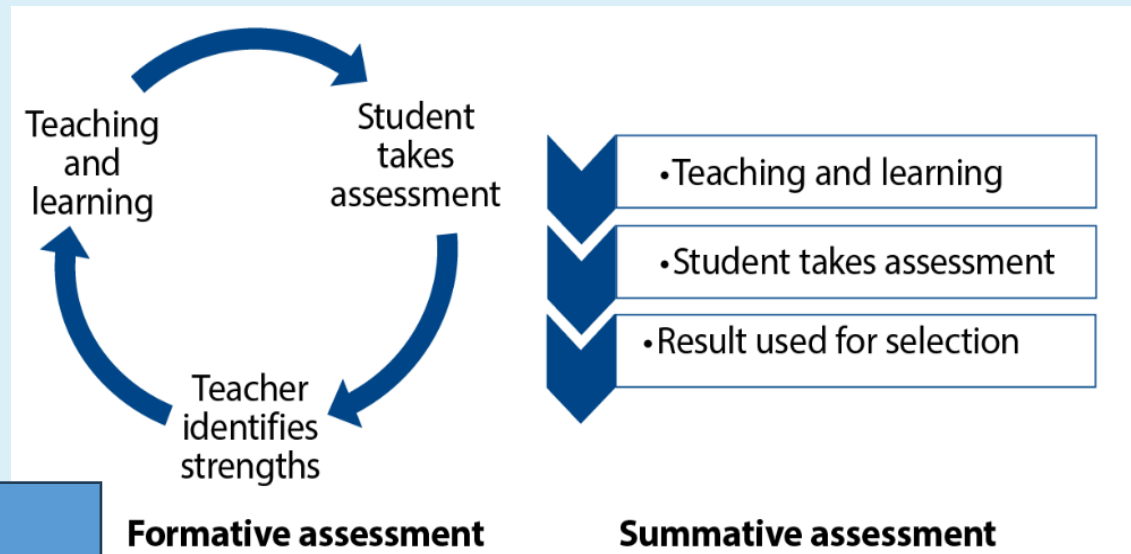 Teaching
and
learning
Student
takes
assessment
Teacher
identifies
strengths
Formative assessment
•Teaching and learning
•Student takes assessment
•Result used for selection
Summative assessment